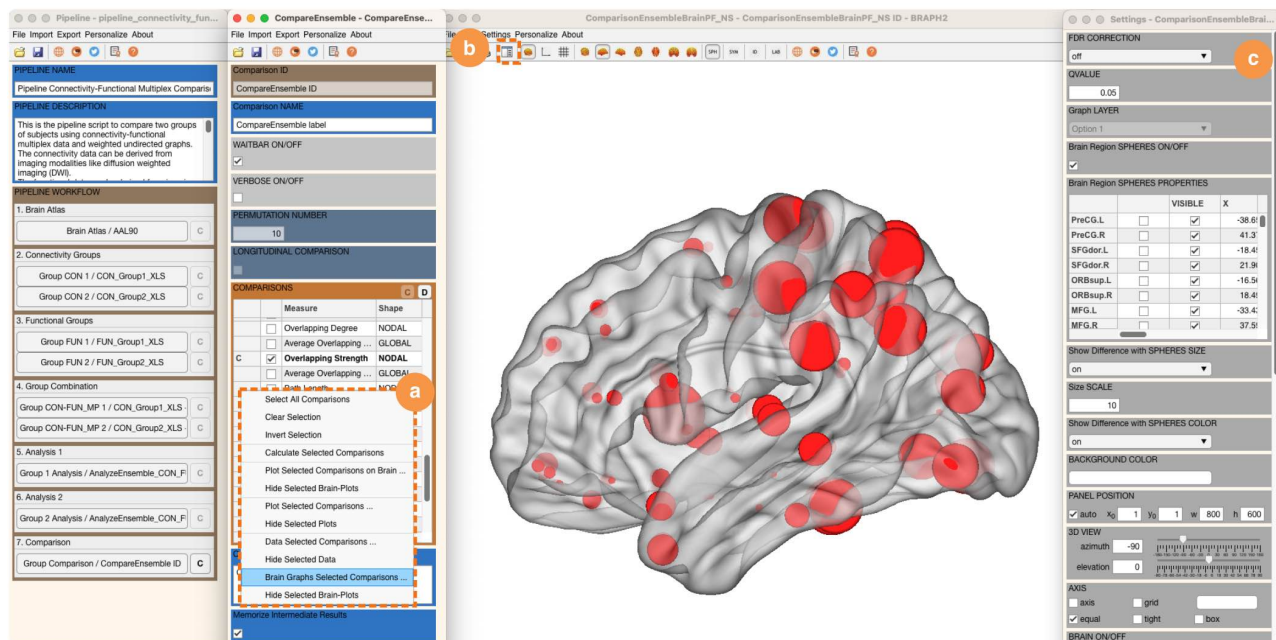 Pipeline - pipeline_connectivity_fun...
File Import Export Personalize About
PIPELINE NAME
Pipeline Connectivity-Functional Multiplex Comparis
PIPELINE DESCRIPTION
This is the pipeline script to compare two groups
of subjects using connectivity-functional
multiplex data and weighted undirected graphs.
The connectivity data can be derived from
imaging modalities like diffusion weighted
imaging (DWI).
PIPELINE WORKFLOW
1. Brain Atlas
Brain Atlas / AAL90 C
2. Connectivity Groups
Group CON 1 / CON_Group1_XLS C
Group CON 2 / CON_Group2_XLS C
3. Functional Groups
Group FUN 1 / FUN_Group1_XLS C
Group FUN 2 / FUN_Group2_XLS C
4. Group Combination
Group CON-FUN_MP 1 / CON_Group1_XLS - C
Group CON-FUN_MP 2 / CON_Group2_XLS - C
5. Analysis 1
Group 1 Analysis / AnalyzeEnsemble_CON_F C
6. Analysis 2
Group 2 Analysis / AnalyzeEnsemble_CON_F C
7. Comparison
Group Comparison / CompareEnsemble ID C
CompareEnsemble - CompareEnse...
File Import Export Personalize About
Comparison ID
CompareEnsemble ID
Comparison NAME
CompareEnsemble label
WAITBAR ON/OFF
VERBOSE ON/OFF
PERMUTATION NUMBER
10
LONGITUDINAL COMPARISON
COMPARISONS C D
Measure Shape
Overlapping Degree NODAL
Average Overlapping ... GLOBAL
C Overlapping Strength NODAL
Average Overlapping ... GLOBAL
Path Length NODAL
a
Select All Comparisons
Clear Selection
Invert Selection
Calculate Selected Comparisons
Plot Selected Comparisons on Brain ...
Hide Selected Brain-Plots
Plot Selected Comparisons ...
Hide Selected Plots
Data Selected Comparisons ...
Hide Selected Data
Brain Graphs Selected Comparisons ...
Hide Selected Brain-Plots
Memorize Intermediate Results
ComparisonEnsembleBrainPF_NS - ComparisonEnsembleBrainPF_NS ID - BRAPH2
Settings Personalize About
b
SPH SYM ID LAB
Settings - ComparisonEnsembleBrai...
FDR CORRECTION
off
c
QVALUE
0.05
Graph LAYER
Option 1
Brain Region SPHERES ON/OFF
Brain Region SPHERES PROPERTIES
VISIBLE X
PreCG.L
PreCG.R
SFGdor.L
SFGdor.R
ORBsup.L
ORBsup.R
MFG.L
MFG.R
Show Difference with SPHERES SIZE
on
Size SCALE
10
Show Difference with SPHERES COLOR
on
BACKGROUND COLOR
PANEL POSITION
auto x0 1 y0 1 w 800 h 600
3D VIEW
azimuth -90
elevation 0
AXIS
axis grid
equal tight box
BRAIN ON/OFF